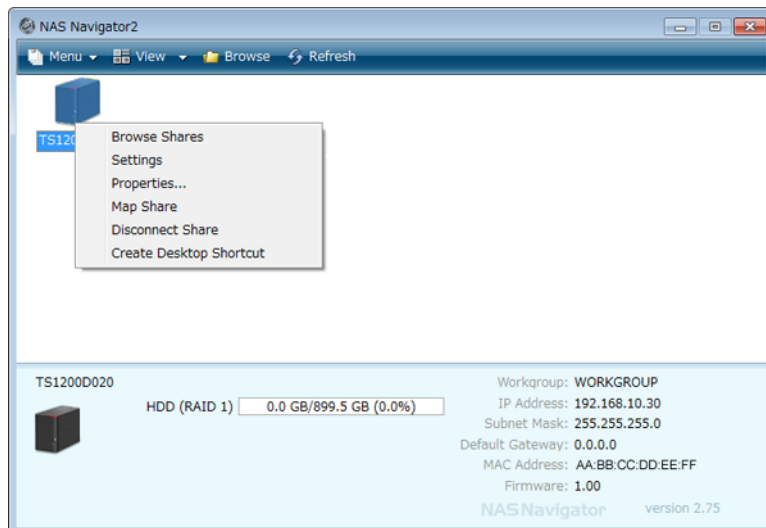 NAS Navigator2
Menu View Browse Refresh
TS120
Browse Shares
Settings
Properties...
Map Share
Disconnect Share
Create Desktop Shortcut
TS1200D020
HDD (RAID 1) 0.0 GB/899.5 GB (0.0%)
Workgroup: WORKGROUP
IP Address: 192.168.10.30
Subnet Mask: 255.255.255.0
Default Gateway: 0.0.0.0
MAC Address: AA:BB:CC:DD:EE:FF
Firmware: 1.00
NAS Navigator version 2.75